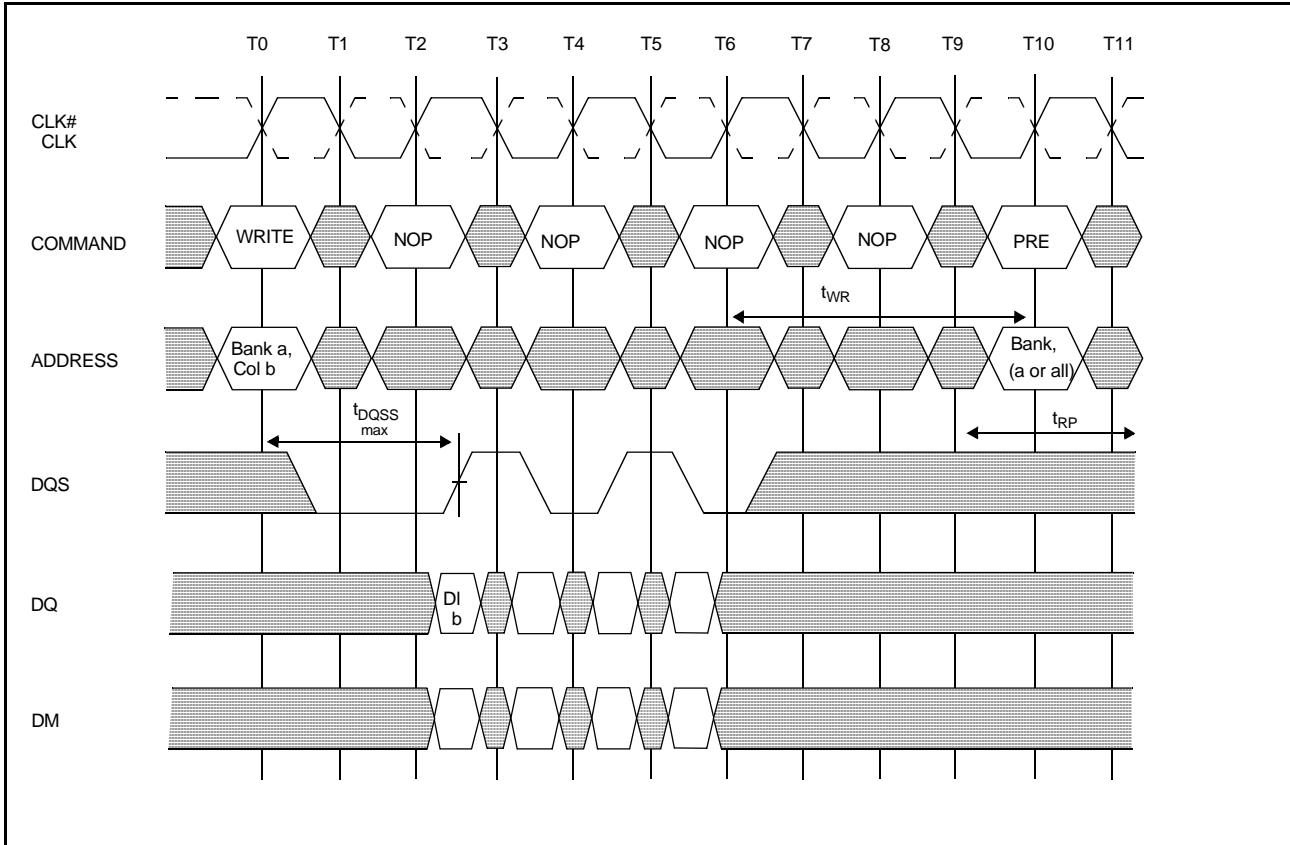 T0 T1 T2 T3 T4 T5 T6 T7 T8 T9 T10 T11
CLK#
CLK
COMMAND WRITE NOP NOP NOP NOP PRE
tWR
ADDRESS Bank a, Col b Bank, (a or all)
tDQSS
max
tRP
DQS
DQ DI b
DM